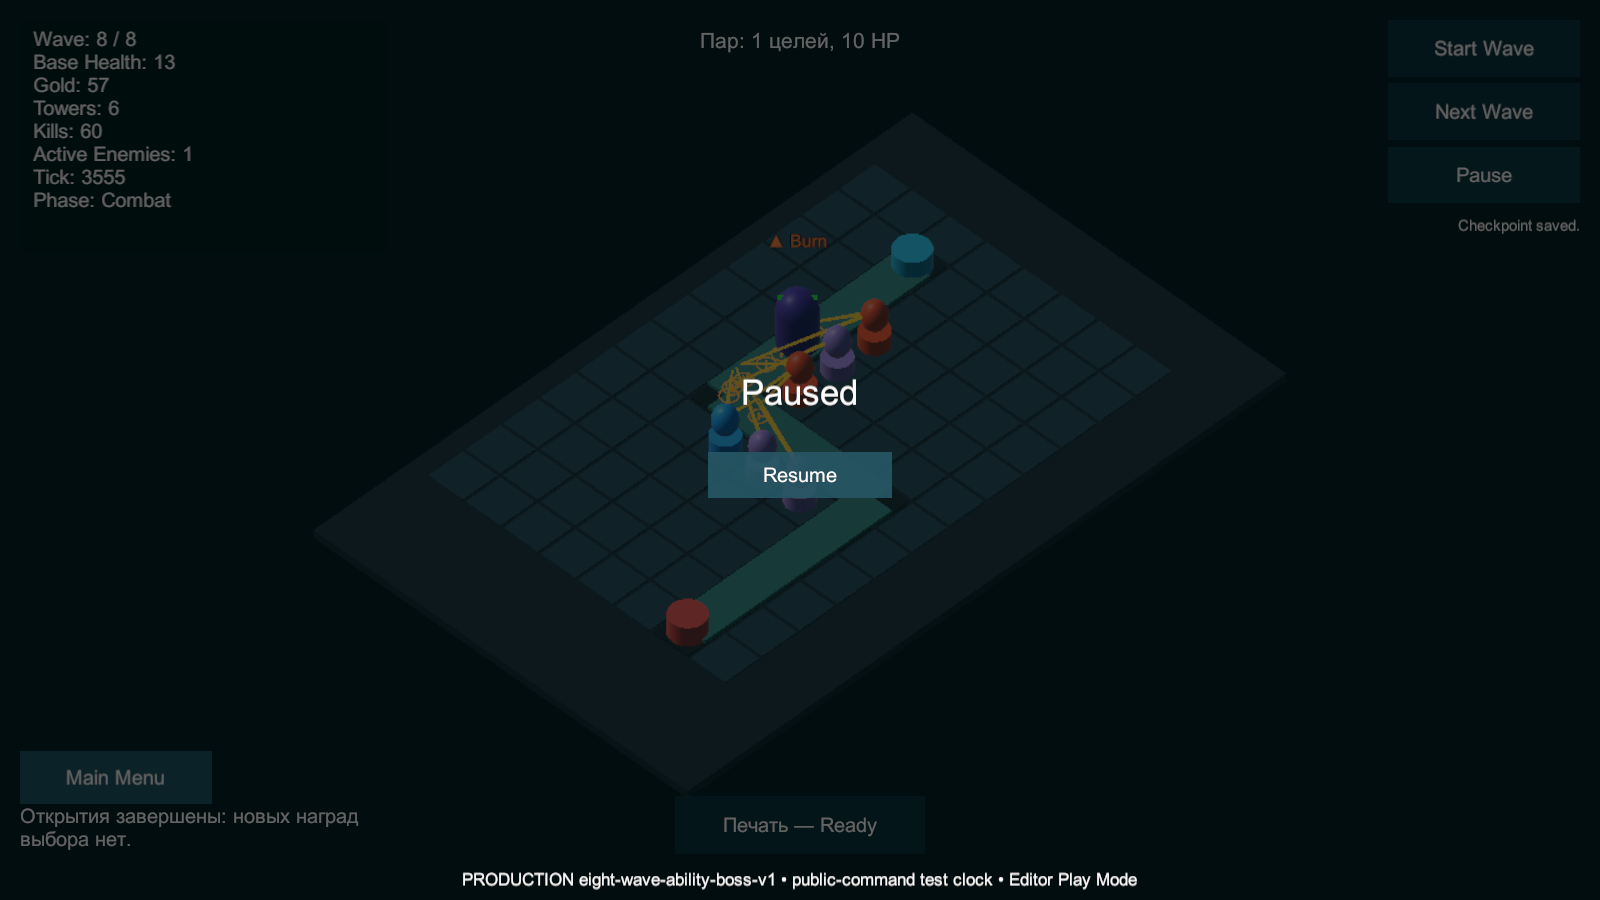 Wave: 8 / 8
Base Health: 13
Gold: 57
Towers: 6
Kills: 60
Active Enemies: 1
Tick: 3555
Phase: Combat
Пар: 1 целей, 10 HP
Start Wave
Next Wave
Pause
Checkpoint saved.
▲ Burn
Paused
Resume
Main Menu
Открытия завершены: новых наград
выбора нет.
Печать — Ready
PRODUCTION eight-wave-ability-boss-v1 • public-command test clock • Editor Play Mode